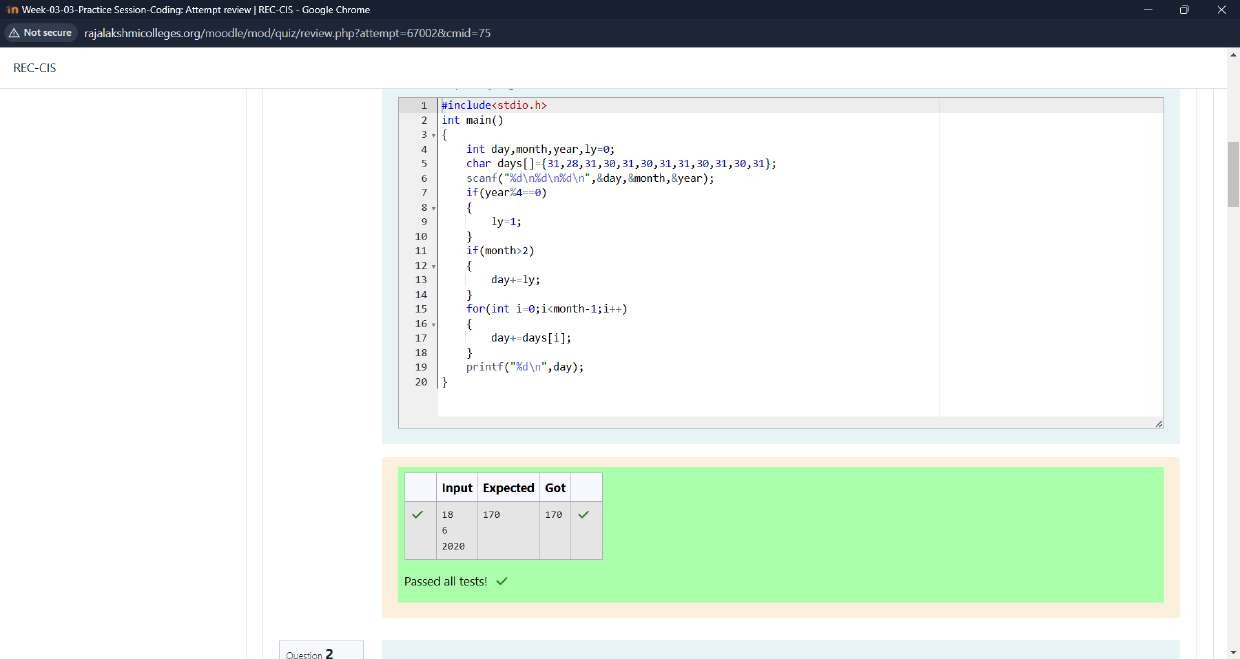 Week-03-03-Practice Session-Coding: Attempt review | REC-CIS - Google Chrome
Not secure rajalakshmicolleges.org/moodle/mod/quiz/review.php?attempt=67002&cmid=75
REC-CIS
1 #include<stdio.h>
2 int main()
3 {
4 int day,month,year,ly=0;
5 char days[]={31,28,31,30,31,30,31,31,30,31,30,31};
6 scanf("%d\n%d\n%d\n",&day,&month,&year);
7 if(year%4==0)
8 {
9 ly=1;
10 }
11 if(month>2)
12 {
13 day+=ly;
14 }
15 for(int i=0;i<month-1;i++)
16 {
17 day+=days[i];
18 }
19 printf("%d\n",day);
20 }
Input Expected Got
18 170 170
6
2020
Passed all tests!
Question 2